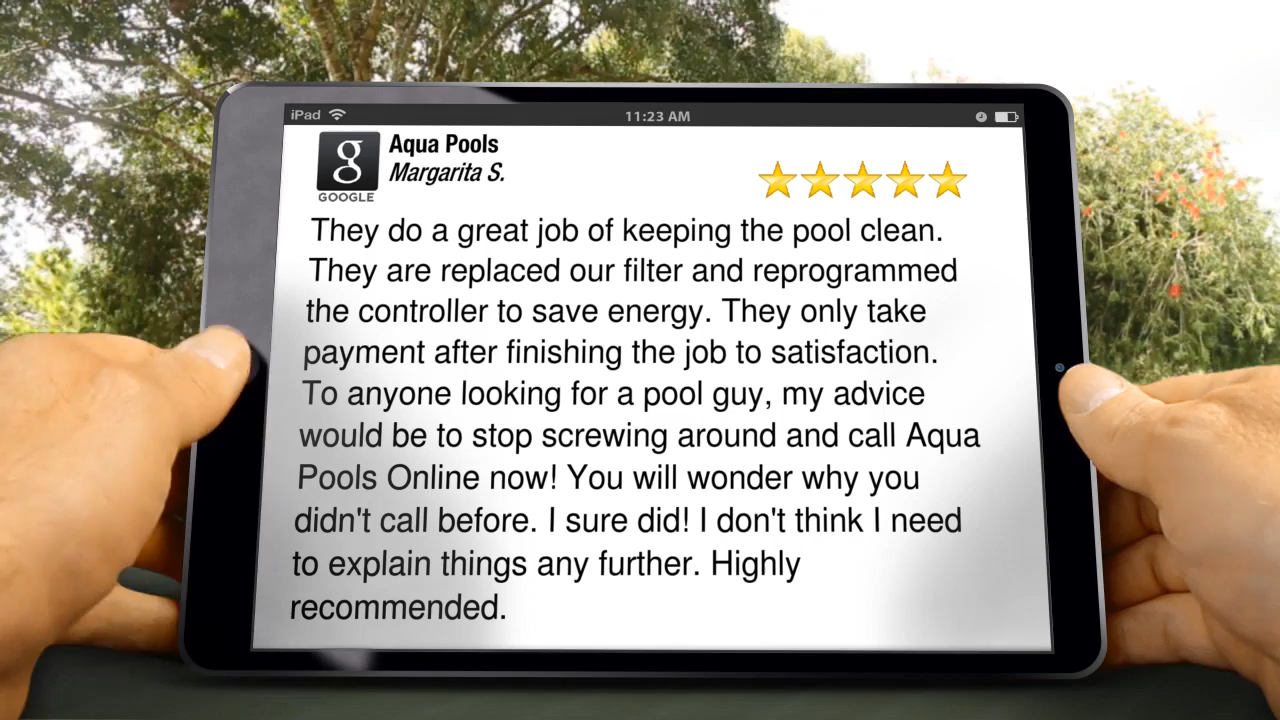 iPad 11:23 AM
g Aqua Pools
Margarita S.
GOOGLE
They do a great job of keeping the pool clean.
They are replaced our filter and reprogrammed
the controller to save energy. They only take
payment after finishing the job to satisfaction.
To anyone looking for a pool guy, my advice
would be to stop screwing around and call Aqua
Pools Online now! You will wonder why you
didn't call before. I sure did! I don't think I need
to explain things any further. Highly
recommended.